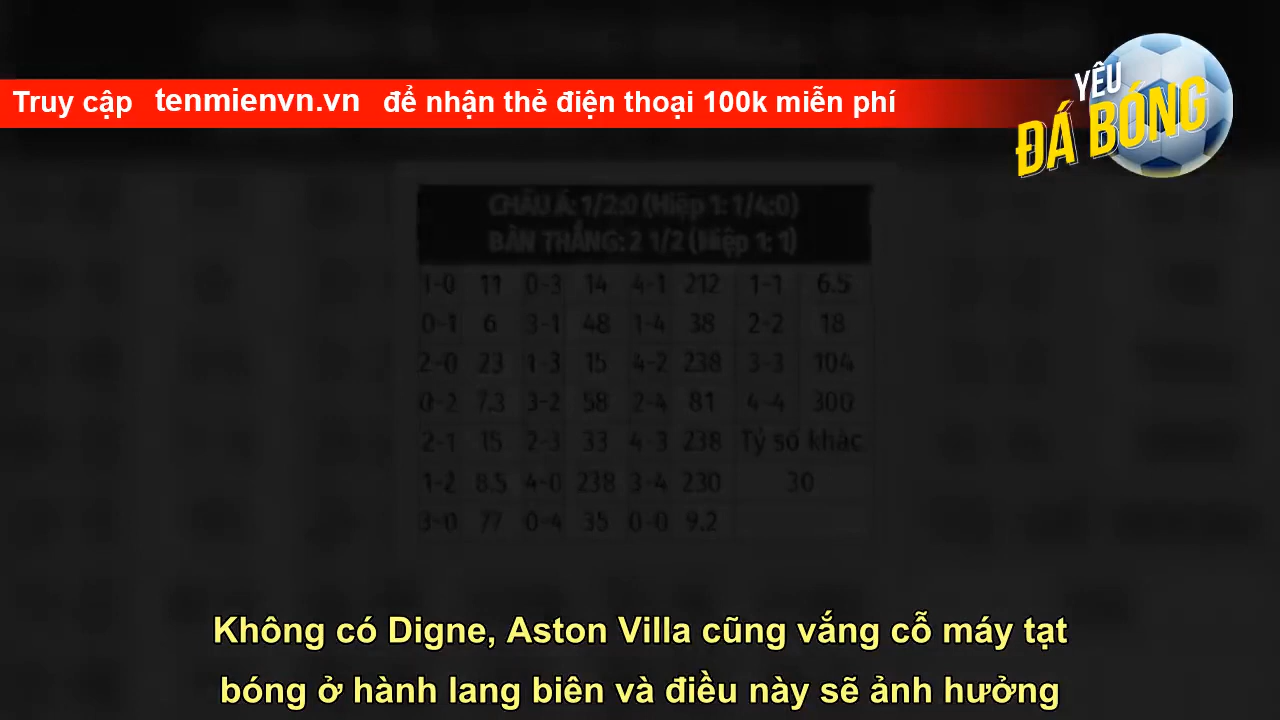 Truy cập tenmienvn.vn để nhận thẻ điện thoại 100k miễn phí
YÊU
ĐÁ BÓNG
CHÂU Á: 1/2:0 (Hiệp 1: 1/4:0)
BÀN THẮNG: 2 1/2 (Hiệp 1: 1)
1-0 11 0-3 14 4-1 212 1-1 6.5
0-1 6 3-1 48 1-4 38 2-2 18
2-0 23 1-3 15 4-2 238 3-3 104
0-2 7.3 3-2 58 2-4 81 4-4 300
2-1 15 2-3 33 4-3 238 Tỷ số khác
1-2 8.5 4-0 238 3-4 230 30
3-0 77 0-4 35 0-0 9.2
Không có Digne, Aston Villa cũng vắng cỗ máy tạt
bóng ở hành lang biên và điều này sẽ ảnh hưởng